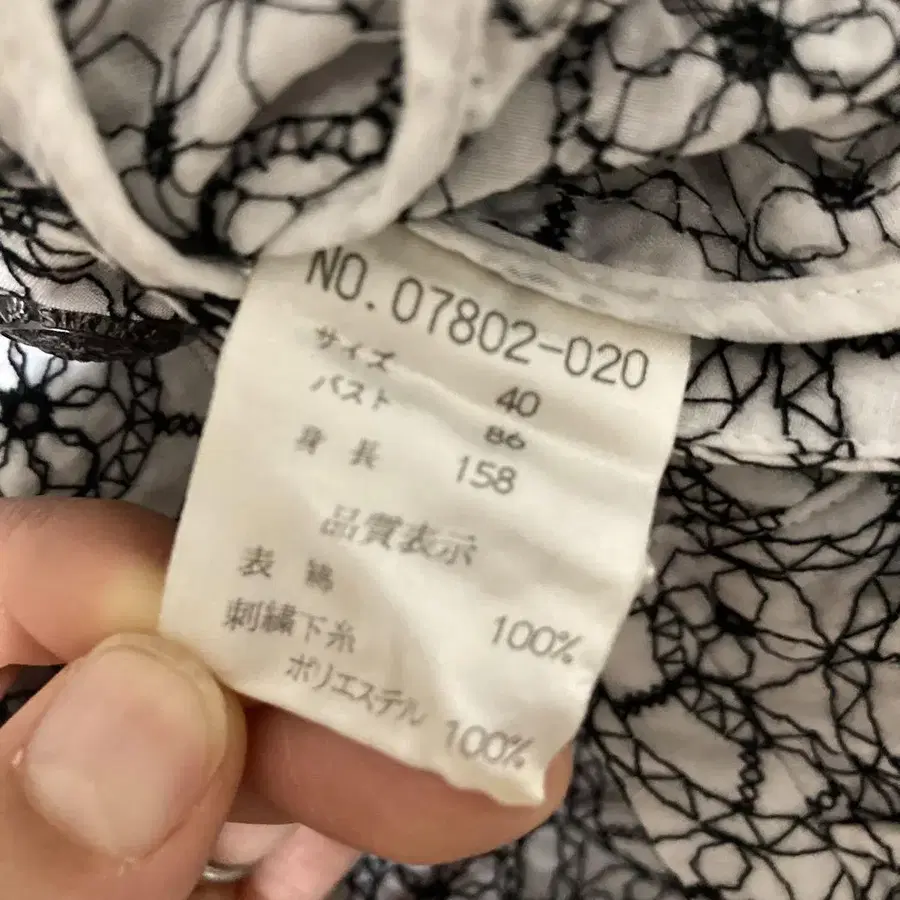 NO. 07802-020
サイズ 40
バスト 86
身長 158
品質表示
表 綿 100%
刺繍下糸
ポリエステル 100%